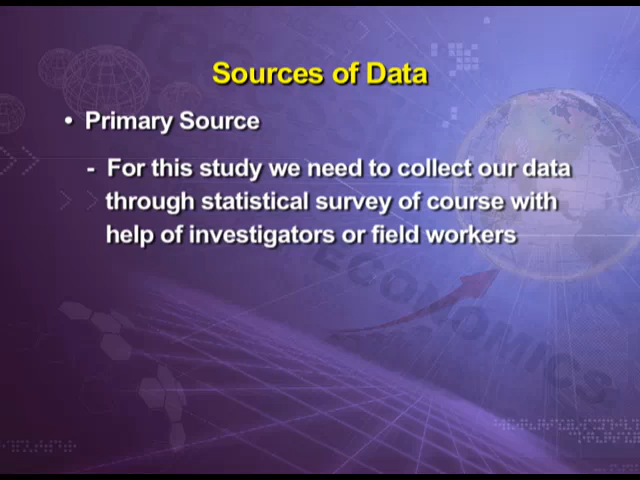 Sources of Data
• Primary Source
- For this study we need to collect our data
through statistical survey of course with
help of investigators or field workers
ECONOMICS